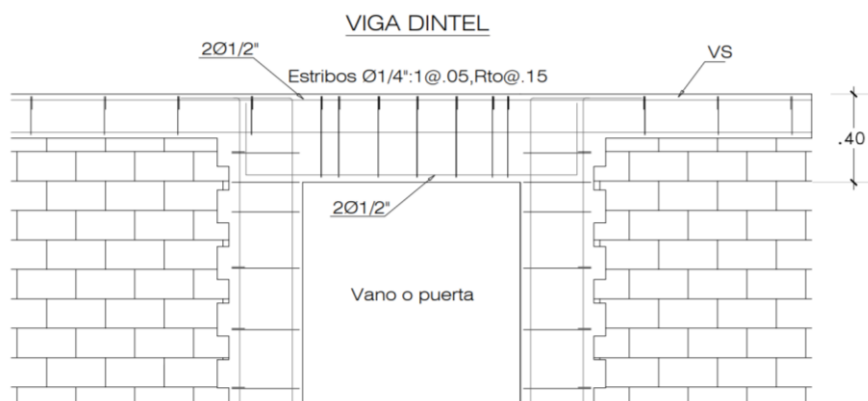 VIGA DINTEL
2Ø1/2"
VS
Estribos Ø1/4":1@.05,Rto@.15
.40
2Ø1/2"
Vano o puerta